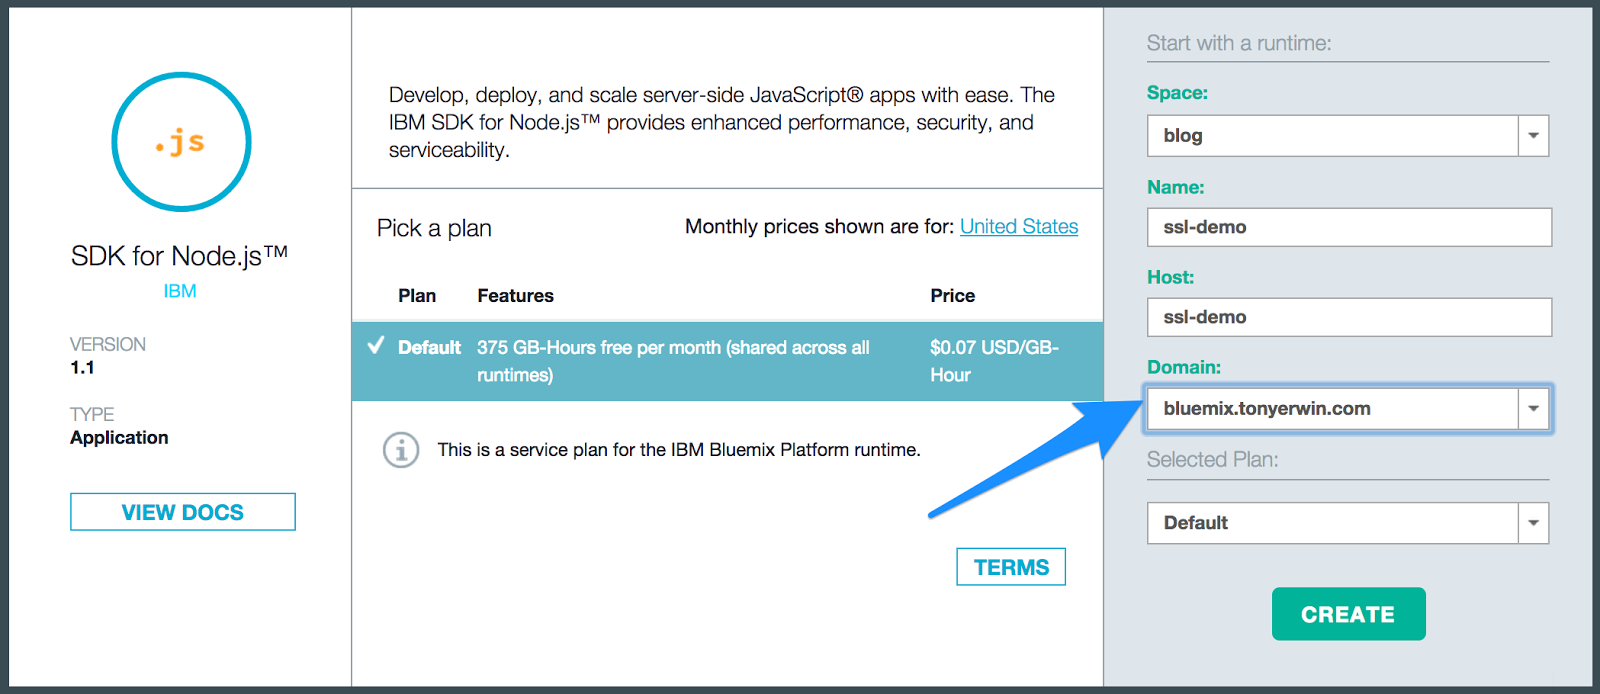 .js
SDK for Node.js™
IBM
VERSION
1.1
TYPE
Application
VIEW DOCS
Develop, deploy, and scale server-side JavaScript® apps with ease. The
IBM SDK for Node.js™ provides enhanced performance, security, and
serviceability.
Pick a plan
Monthly prices shown are for: United States
Plan Features Price
Default 375 GB-Hours free per month (shared across all $0.07 USD/GB-
runtimes) Hour
This is a service plan for the IBM Bluemix Platform runtime.
TERMS
Start with a runtime:
Space:
blog
Name:
ssl-demo
Host:
ssl-demo
Domain:
bluemix.tonyerwin.com
Selected Plan:
Default
CREATE